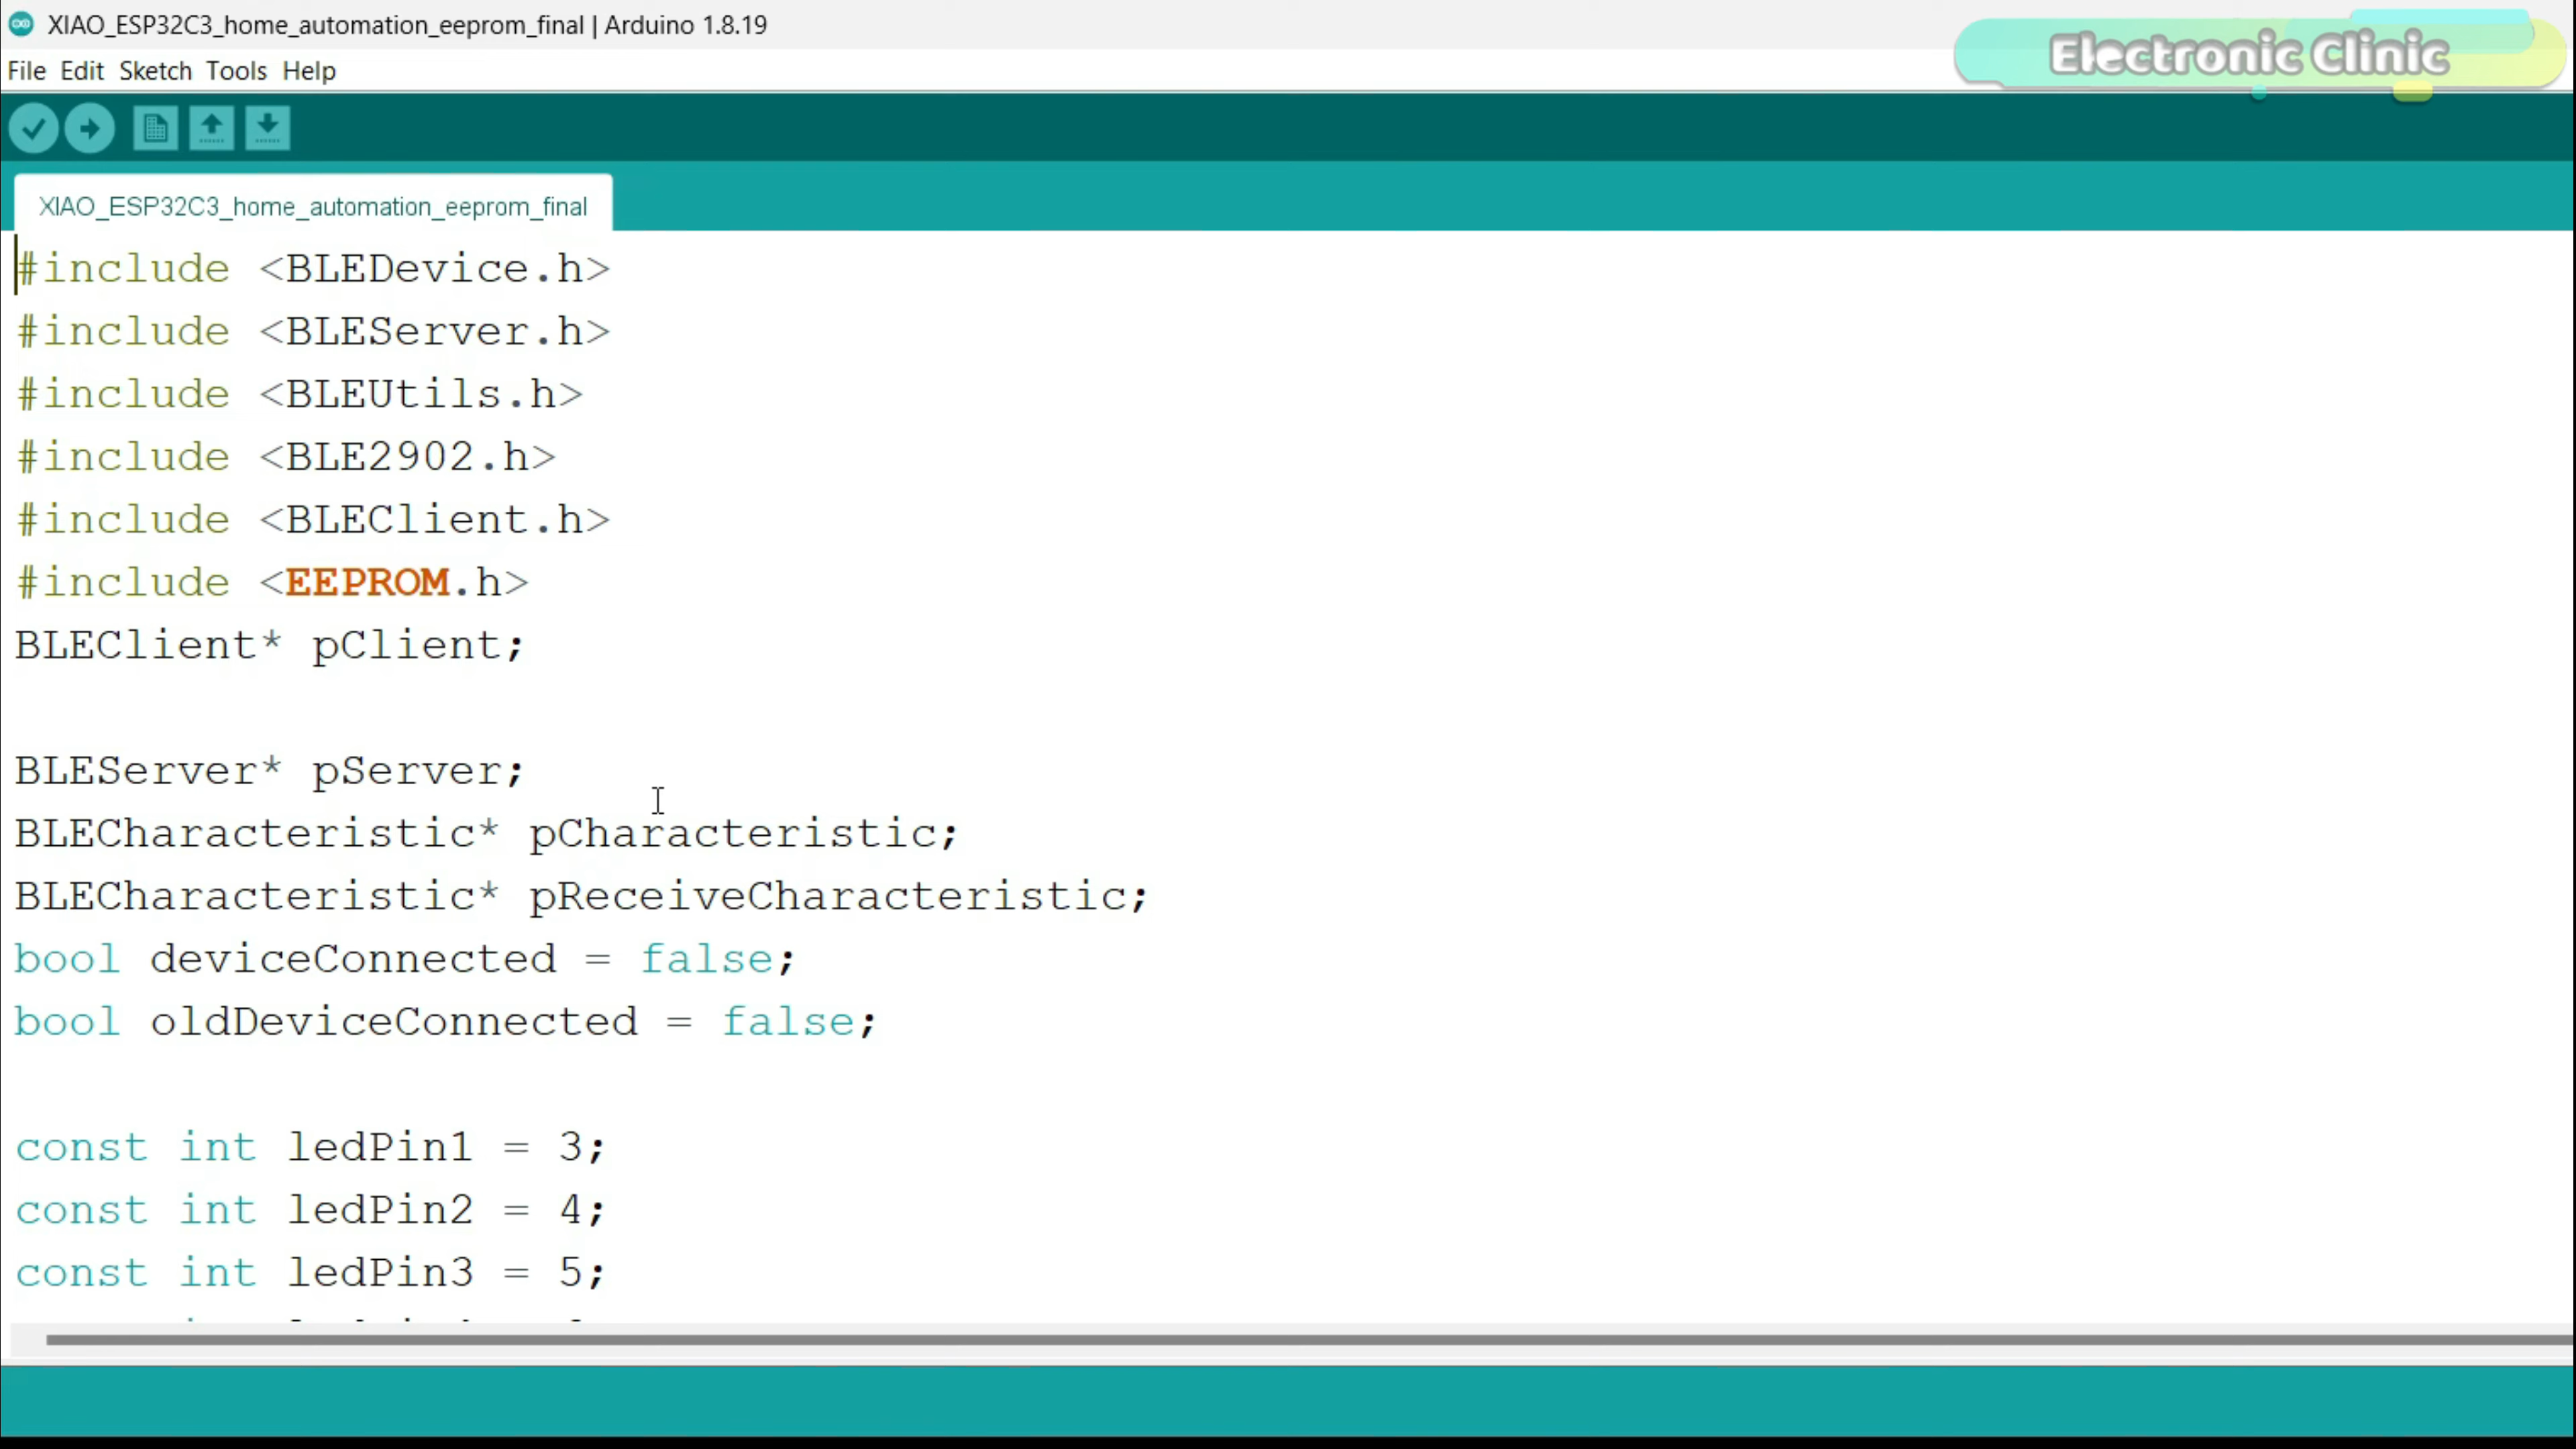 XIAO_ESP32C3_home_automation_eeprom_final | Arduino 1.8.19
Electronic Clinic
File Edit Sketch Tools Help
XIAO_ESP32C3_home_automation_eeprom_final
#include <BLEDevice.h>
#include <BLEServer.h>
#include <BLEUtils.h>
#include <BLE2902.h>
#include <BLEClient.h>
#include <EEPROM.h>
BLEClient* pClient;
BLEServer* pServer;
BLECharacteristic* pCharacteristic;
BLECharacteristic* pReceiveCharacteristic;
bool deviceConnected = false;
bool oldDeviceConnected = false;
const int ledPin1 = 3;
const int ledPin2 = 4;
const int ledPin3 = 5;